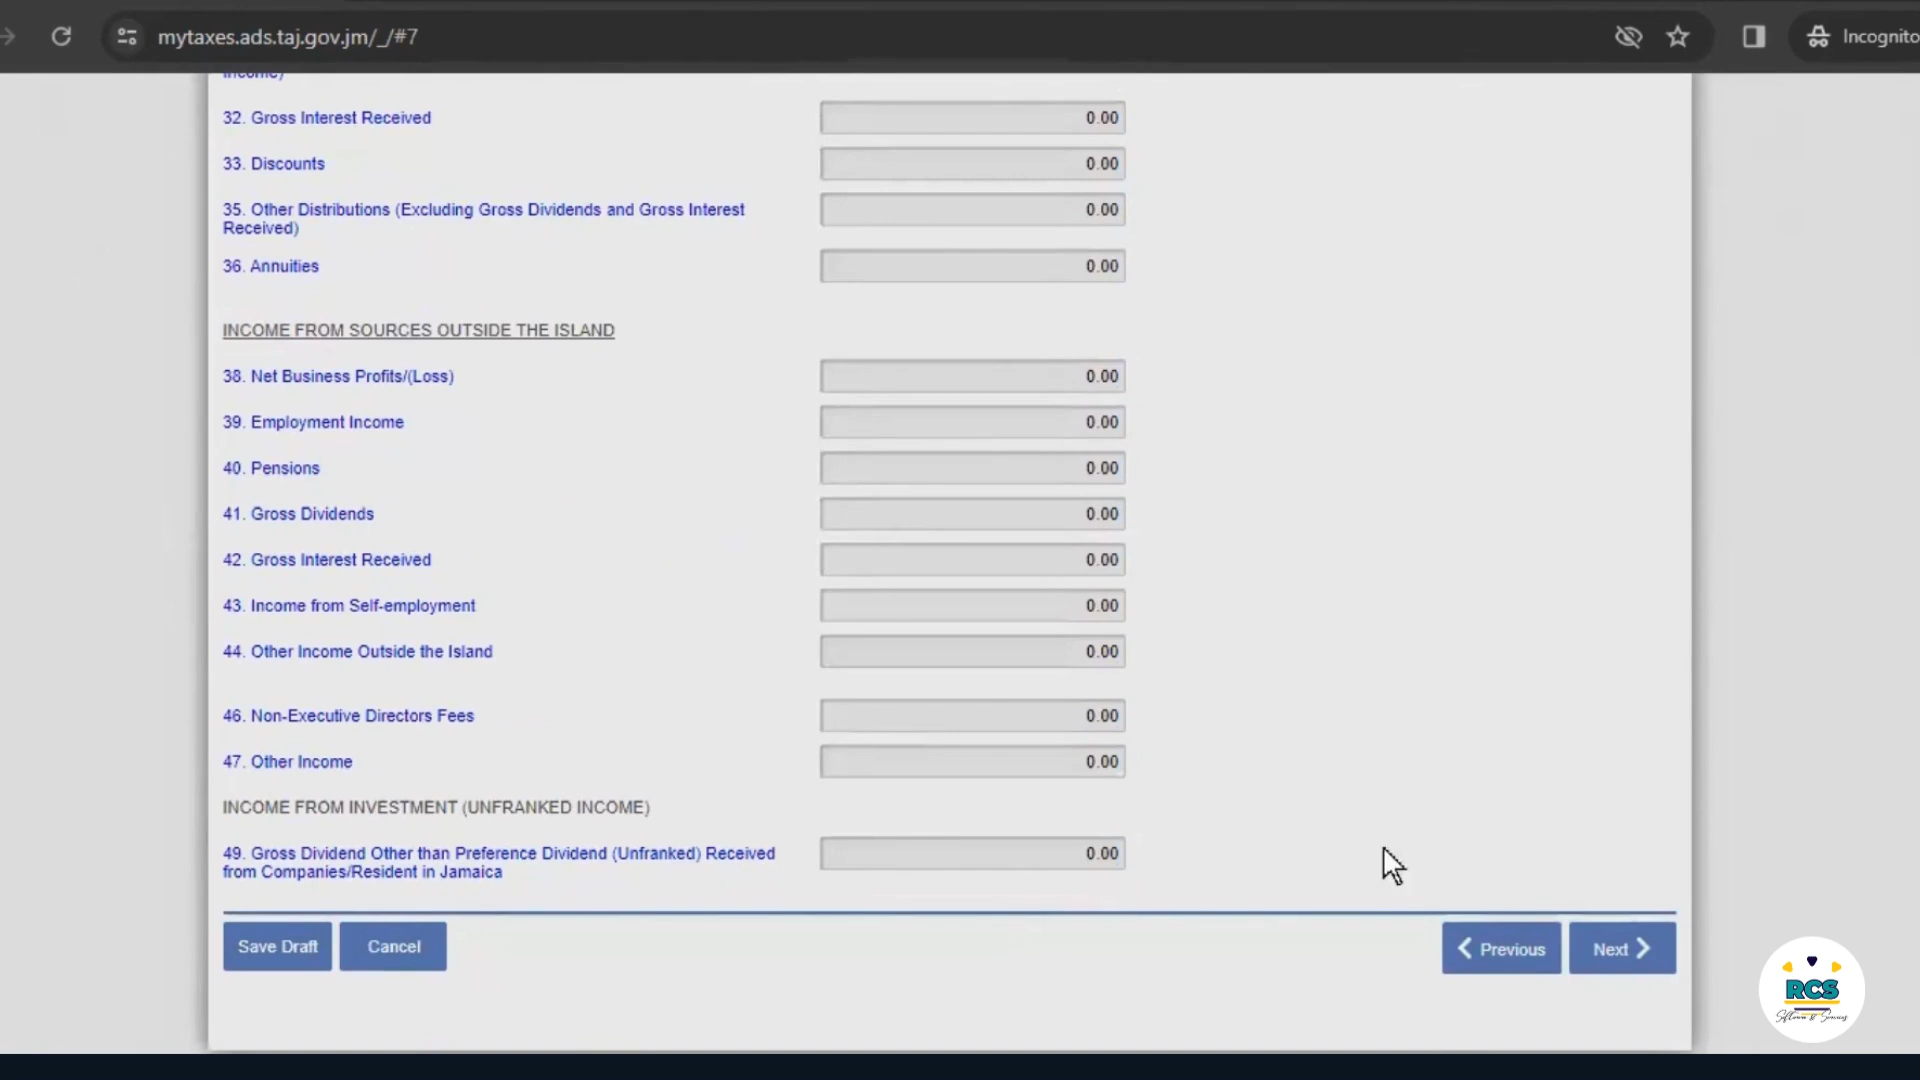 mytaxes.ads.taj.gov.jm/_/#7
Incognito
Income)
32. Gross Interest Received
0.00
33. Discounts
0.00
35. Other Distributions (Excluding Gross Dividends and Gross Interest
Received)
0.00
36. Annuities
0.00
INCOME FROM SOURCES OUTSIDE THE ISLAND
38. Net Business Profits/(Loss)
0.00
39. Employment Income
0.00
40. Pensions
0.00
41. Gross Dividends
0.00
42. Gross Interest Received
0.00
43. Income from Self-employment
0.00
44. Other Income Outside the Island
0.00
46. Non-Executive Directors Fees
0.00
47. Other Income
0.00
INCOME FROM INVESTMENT (UNFRANKED INCOME)
49. Gross Dividend Other than Preference Dividend (Unfranked) Received
from Companies/Resident in Jamaica
0.00
Save Draft
Cancel
Previous
Next
RCS
Software & Services